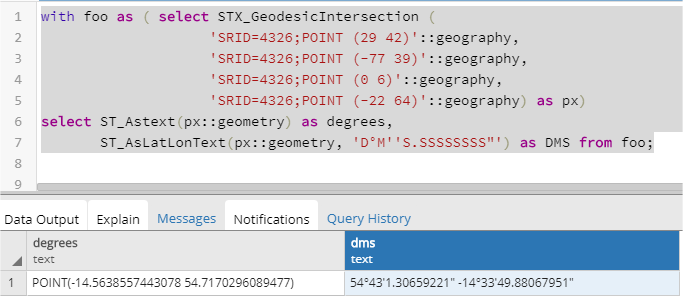 1 with foo as ( select STX_GeodesicIntersection (
2 'SRID=4326;POINT (29 42)'::geography,
3 'SRID=4326;POINT (-77 39)'::geography,
4 'SRID=4326;POINT (0 6)'::geography,
5 'SRID=4326;POINT (-22 64)'::geography) as px)
6 select ST_Astext(px::geometry) as degrees,
7 ST_AsLatLonText(px::geometry, 'D°M''S.SSSSSSSS"') as DMS from foo;
8
9
Data Output Explain Messages Notifications Query History
degrees dms
text text
1 POINT(-14.5638557443078 54.7170296089477) 54°43'1.30659221" -14°33'49.88067951"